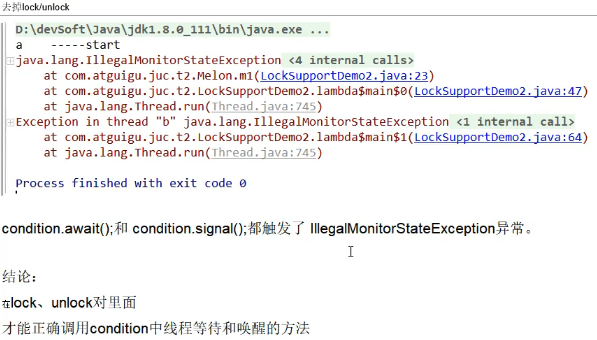 去掉lock/unlock
D:\devSoft\Java\jdk1.8.0_111\bin\java.exe ...
a    -----start
java.lang.IllegalMonitorStateException <4 internal calls>
    at com.atguigu.juc.t2.Melon.m1(LockSupportDemo2.java:23)
    at com.atguigu.juc.t2.LockSupportDemo2.lambda$main$0(LockSupportDemo2.java:47)
    at java.lang.Thread.run(Thread.java:745)
Exception in thread "b" java.lang.IllegalMonitorStateException <1 internal call>
    at com.atguigu.juc.t2.LockSupportDemo2.lambda$main$1(LockSupportDemo2.java:64)
    at java.lang.Thread.run(Thread.java:745)
Process finished with exit code 0
condition.await();和 condition.signal();都触发了 IllegalMonitorStateException异常。
结论：
在lock、unlock对里面
才能正确调用condition中线程等待和唤醒的方法